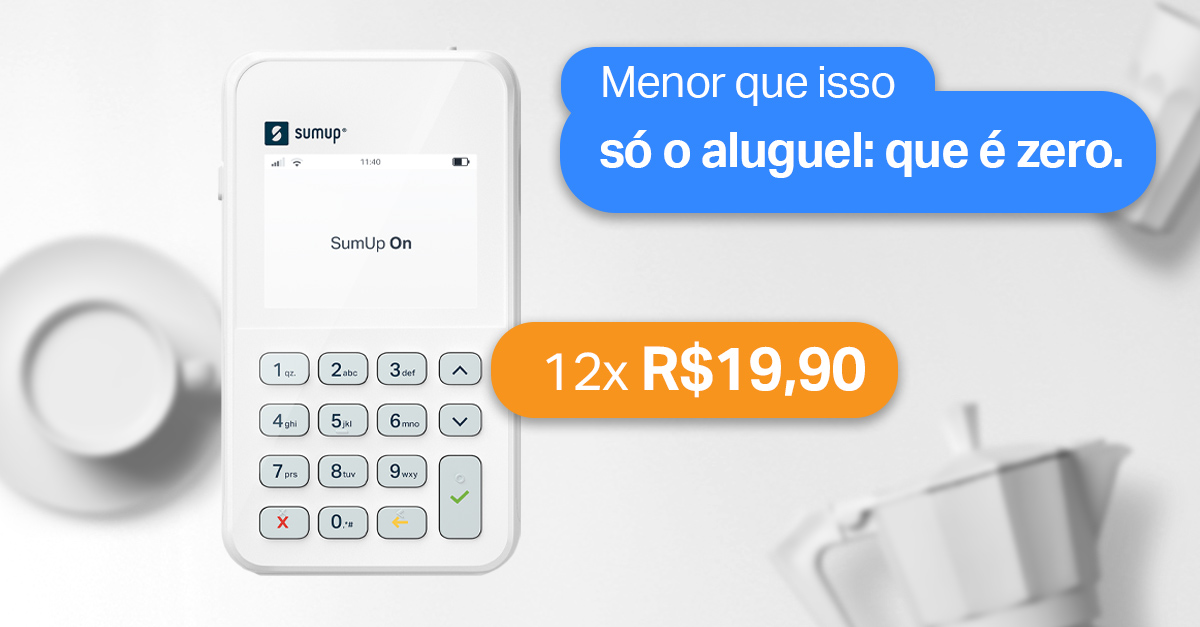 Menor que isso
só o aluguel: que é zero.
sumup®
11:40
SumUp On
12x R$19,90
1 qz. 2 abc 3 def
4 ghi 5 jkl 6 mno
7 prs 8 tuv 9 wxy
X 0 .*#